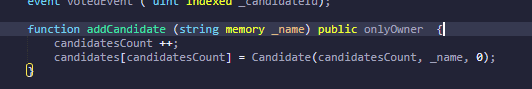 event votedEvent ( uint indexed _candidateId);
function addCandidate (string memory _name) public onlyOwner  {
candidatesCount ++;
candidates[candidatesCount] = Candidate(candidatesCount, _name, 0);
}